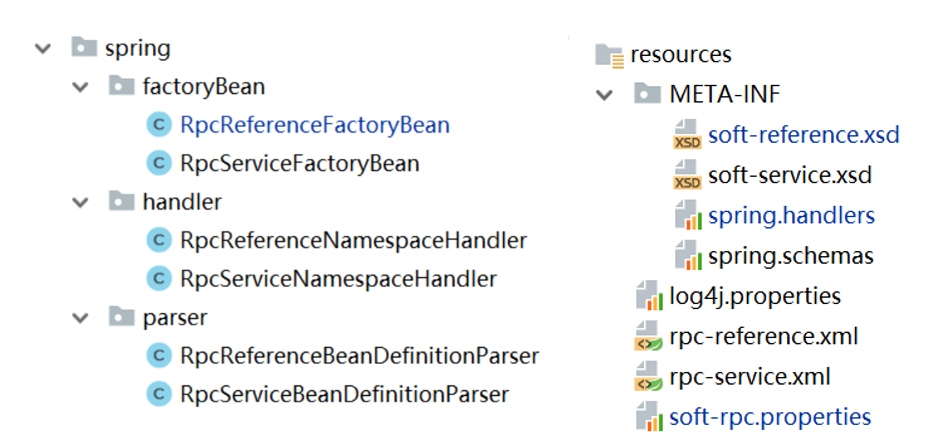 spring
factoryBean
C RpcReferenceFactoryBean
C RpcServiceFactoryBean
handler
C RpcReferenceNamespaceHandler
C RpcServiceNamespaceHandler
parser
C RpcReferenceBeanDefinitionParser
C RpcServiceBeanDefinitionParser
resources
META-INF
XSD soft-reference.xsd
XSD soft-service.xsd
spring.handlers
spring.schemas
log4j.properties
rpc-reference.xml
rpc-service.xml
soft-rpc.properties